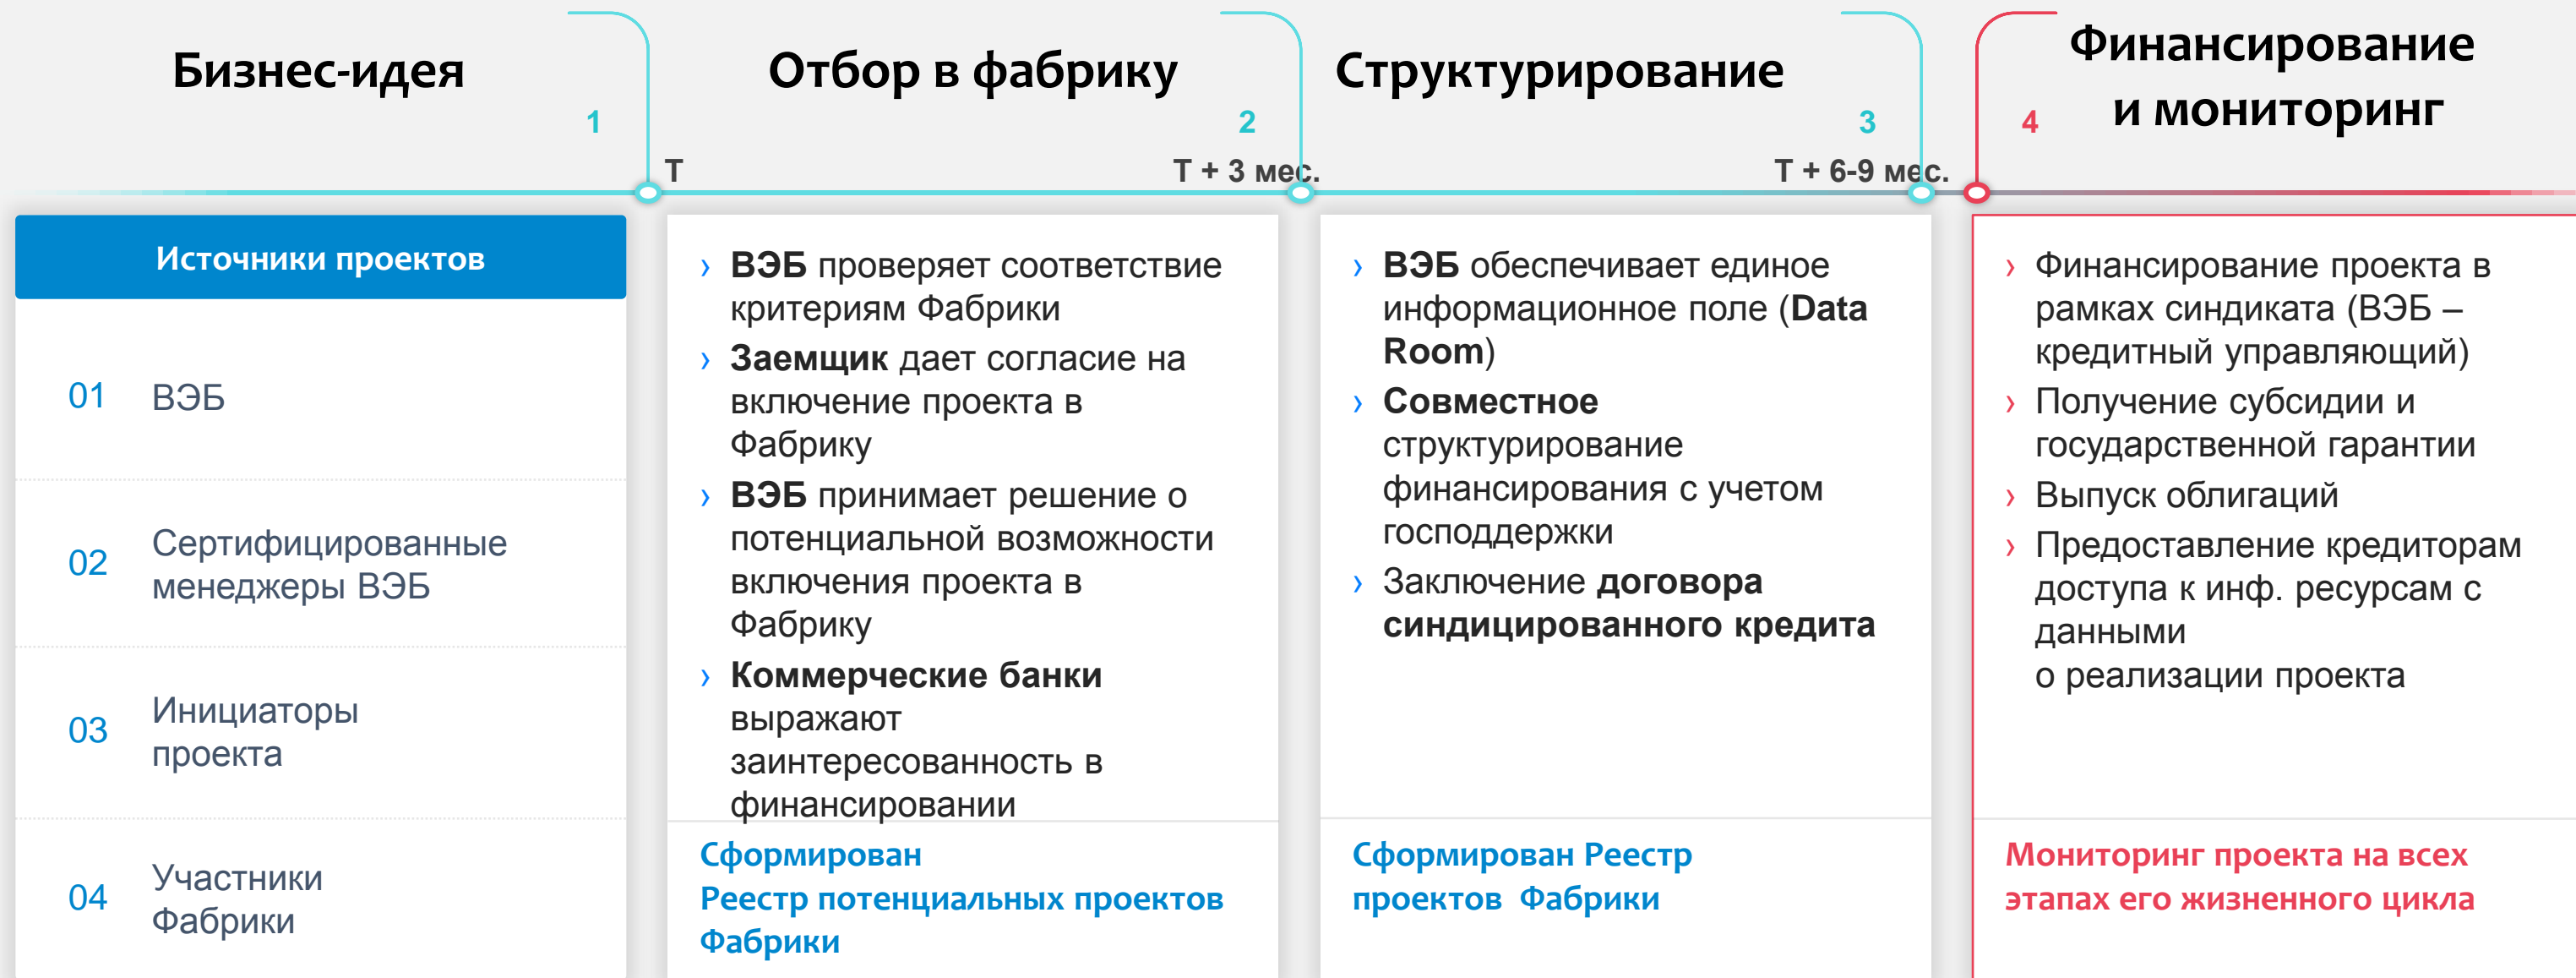 Бизнес-идея
1
Отбор в фабрику
2
Структурирование
3
Финансирование
и мониторинг
4
T
T + 3 мес.
T + 6-9 мес.
Источники проектов
01 ВЭБ
02 Сертифицированные
менеджеры ВЭБ
03 Инициаторы
проекта
04 Участники
Фабрики
› ВЭБ проверяет соответствие
критериям Фабрики
› Заемщик дает согласие на
включение проекта в
Фабрику
› ВЭБ принимает решение о
потенциальной возможности
включения проекта в
Фабрику
› Коммерческие банки
выражают
заинтересованность в
финансировании
Сформирован
Реестр потенциальных проектов
Фабрики
› ВЭБ обеспечивает единое
информационное поле (Data
Room)
› Совместное
структурирование
финансирования с учетом
господдержки
› Заключение договора
синдицированного кредита
Сформирован Реестр
проектов Фабрики
› Финансирование проекта в
рамках синдиката (ВЭБ –
кредитный управляющий)
› Получение субсидии и
государственной гарантии
› Выпуск облигаций
› Предоставление кредиторам
доступа к инф. ресурсам с
данными
о реализации проекта
Мониторинг проекта на всех
этапах его жизненного цикла